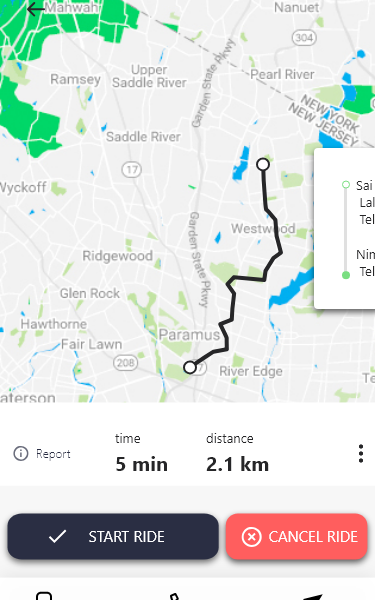 Mahwah
Nanuet
304
Ramsey
Upper
Saddle River
Garden State Pkwy
Pearl River
NEW YORK
NEW JERSEY
Saddle River
17
Wyckoff
Sai
Lal
Tel
Westwood
Nin
Tel
Ridgewood
Garden State Pkwy
Glen Rock
Hawthorne
Paramus
Fair Lawn
208
River Edge
Te
aterson
Report
time
distance
5 min
2.1 km
START RIDE
CANCEL RIDE